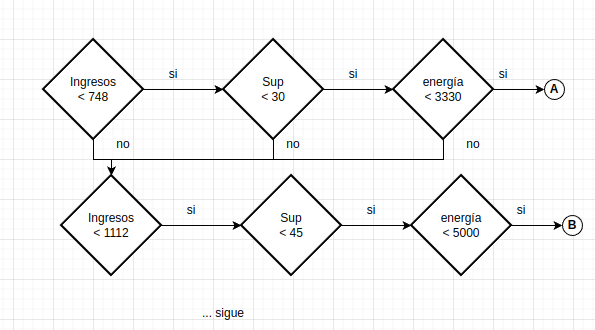 Ingresos
< 748
si
Sup
< 30
si
energía
< 3330
si
A
no
no
no
Ingresos
< 1112
si
Sup
< 45
si
energía
< 5000
si
B
... sigue